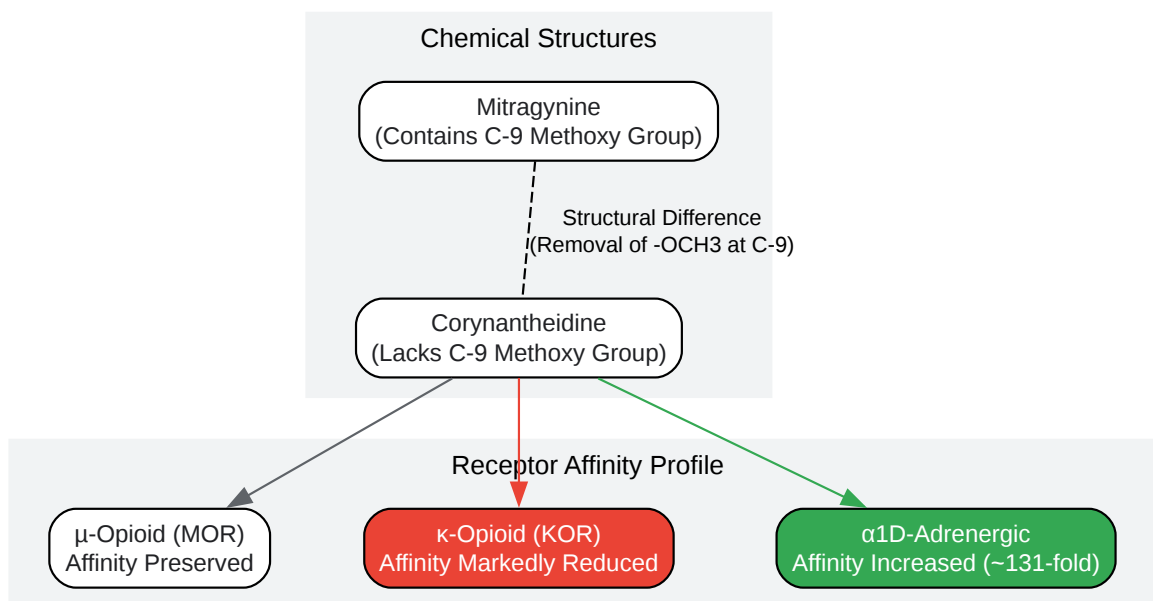 Chemical Structures
Mitragynine
(Contains C-9 Methoxy Group)
Structural Difference
(Removal of -OCH3 at C-9)
Corynantheidine
(Lacks C-9 Methoxy Group)
Receptor Affinity Profile
µ-Opioid (MOR)
Affinity Preserved
κ-Opioid (KOR)
Affinity Markedly Reduced
α1D-Adrenergic
Affinity Increased (~131-fold)